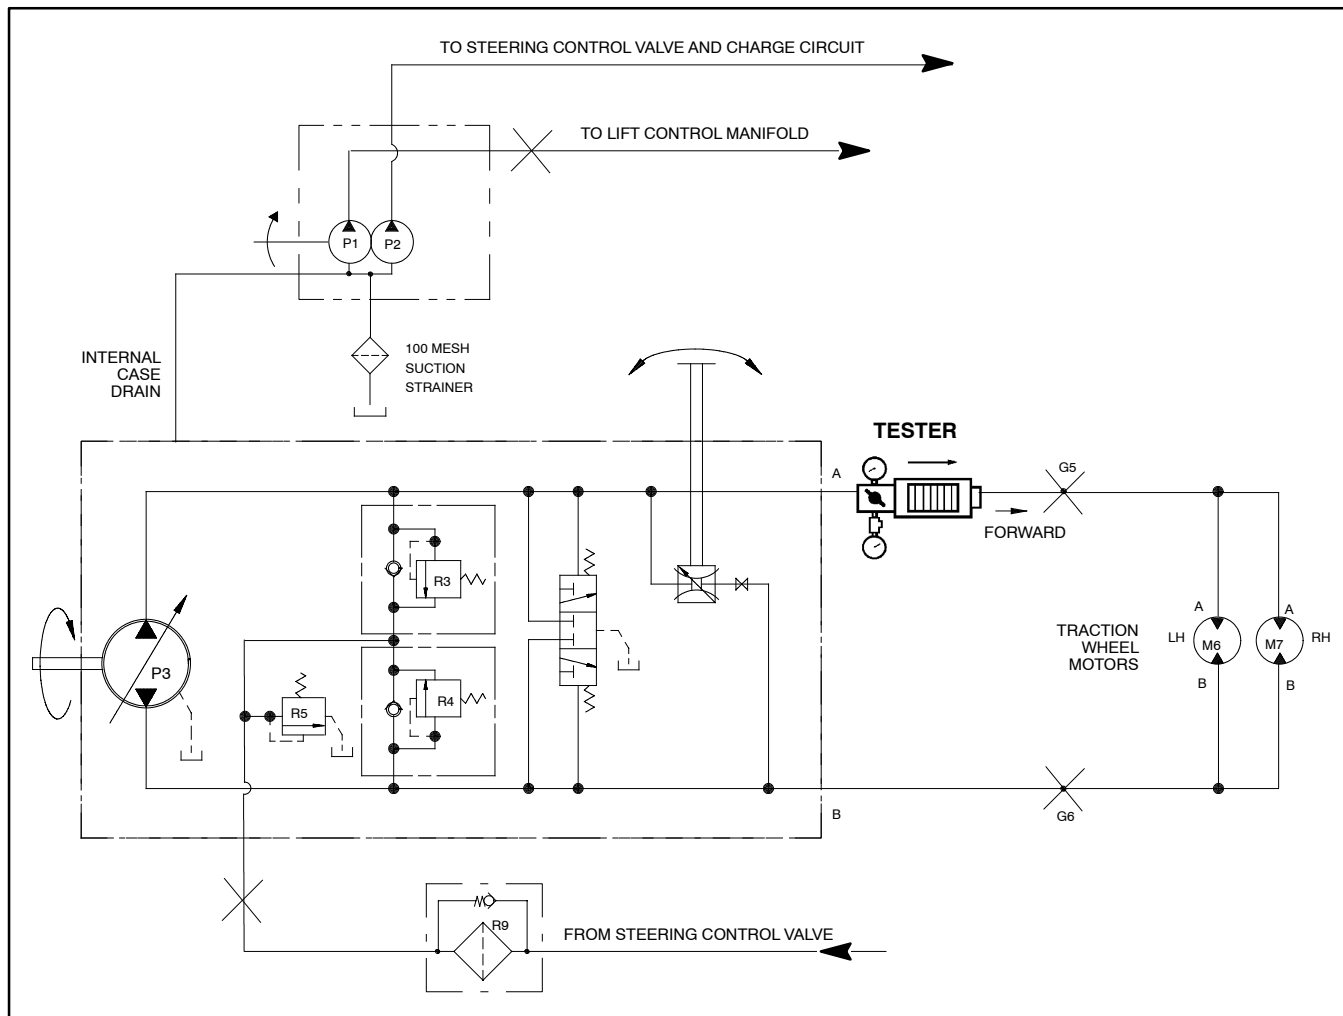 TO STEERING CONTROL VALVE AND CHARGE CIRCUIT
TO LIFT CONTROL MANIFOLD
P1
P2
INTERNAL
CASE
DRAIN
100 MESH
SUCTION
STRAINER
TESTER
A
G5
FORWARD
R3
P3
R4
R5
TRACTION
WHEEL
MOTORS
LH
A
M6
B
A
M7
B
RH
B
G6
R9
FROM STEERING CONTROL VALVE